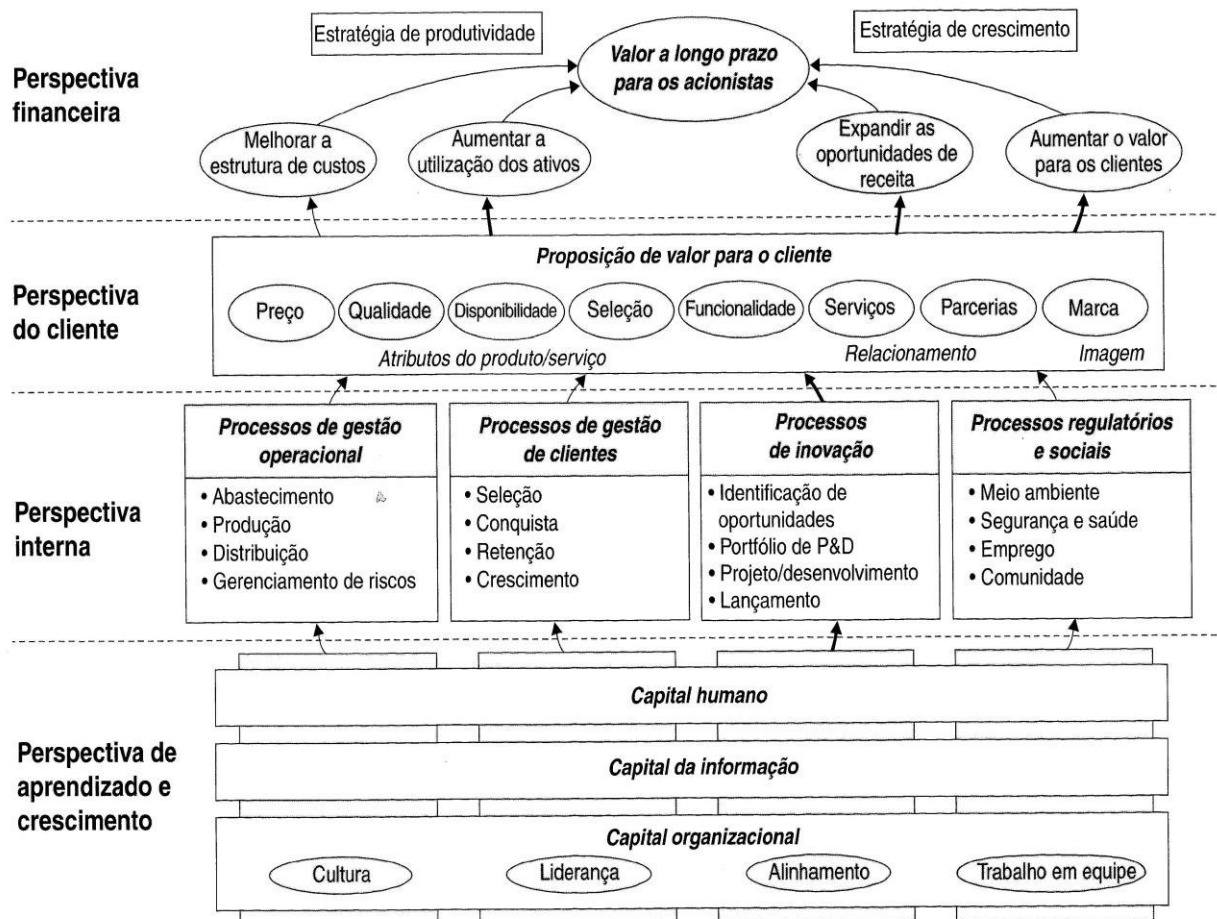 Estratégia de produtividade
Estratégia de crescimento
Valor a longo prazo
para os acionistas
Perspectiva
financeira
Melhorar a
estrutura de custos
Aumentar a
utilização dos ativos
Expandir as
oportunidades de
receita
Aumentar o valor
para os clientes
Perspectiva
do cliente
Proposição de valor para o cliente
Preço
Qualidade
Disponibilidade
Seleção
Funcionalidade
Serviços
Parcerias
Marca
Atributos do produto/serviço
Relacionamento
Imagem
Perspectiva
interna
Processos de gestão
operacional
• Abastecimento
• Produção
• Distribuição
• Gerenciamento de riscos
Processos de gestão
de clientes
• Seleção
• Conquista
• Retenção
• Crescimento
Processos
de inovação
• Identificação de
oportunidades
• Portfólio de P&D
• Projeto/desenvolvimento
• Lançamento
Processos regulatórios
e sociais
• Meio ambiente
• Segurança e saúde
• Emprego
• Comunidade
Perspectiva de
aprendizado e
crescimento
Capital humano
Capital da informação
Capital organizacional
Cultura
Liderança
Alinhamento
Trabalho em equipe